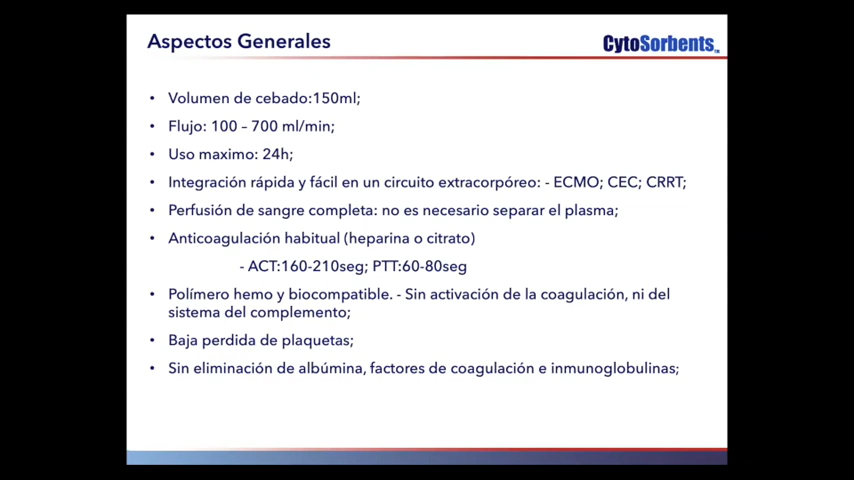 Aspectos Generales
CytoSorbents™
• Volumen de cebado:150ml;
• Flujo: 100 – 700 ml/min;
• Uso maximo: 24h;
• Integración rápida y fácil en un circuito extracorpóreo: - ECMO; CEC; CRRT;
• Perfusión de sangre completa: no es necesario separar el plasma;
• Anticoagulación habitual (heparina o citrato)
- ACT:160-210seg; PTT:60-80seg
• Polímero hemo y biocompatible. - Sin activación de la coagulación, ni del
sistema del complemento;
• Baja perdida de plaquetas;
• Sin eliminación de albúmina, factores de coagulación e inmunoglobulinas;